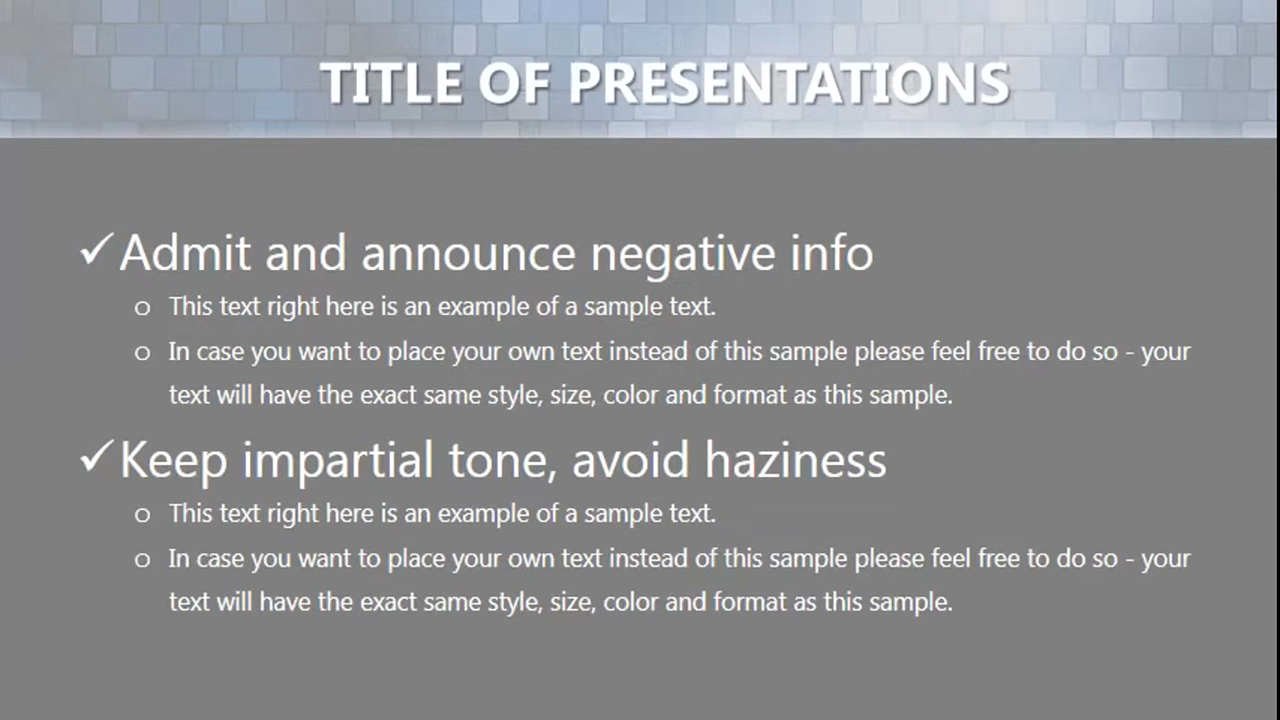 TITLE OF PRESENTATIONS
✓Admit and announce negative info
o This text right here is an example of a sample text.
o In case you want to place your own text instead of this sample please feel free to do so - your
text will have the exact same style, size, color and format as this sample.
✓Keep impartial tone, avoid haziness
o This text right here is an example of a sample text.
o In case you want to place your own text instead of this sample please feel free to do so - your
text will have the exact same style, size, color and format as this sample.